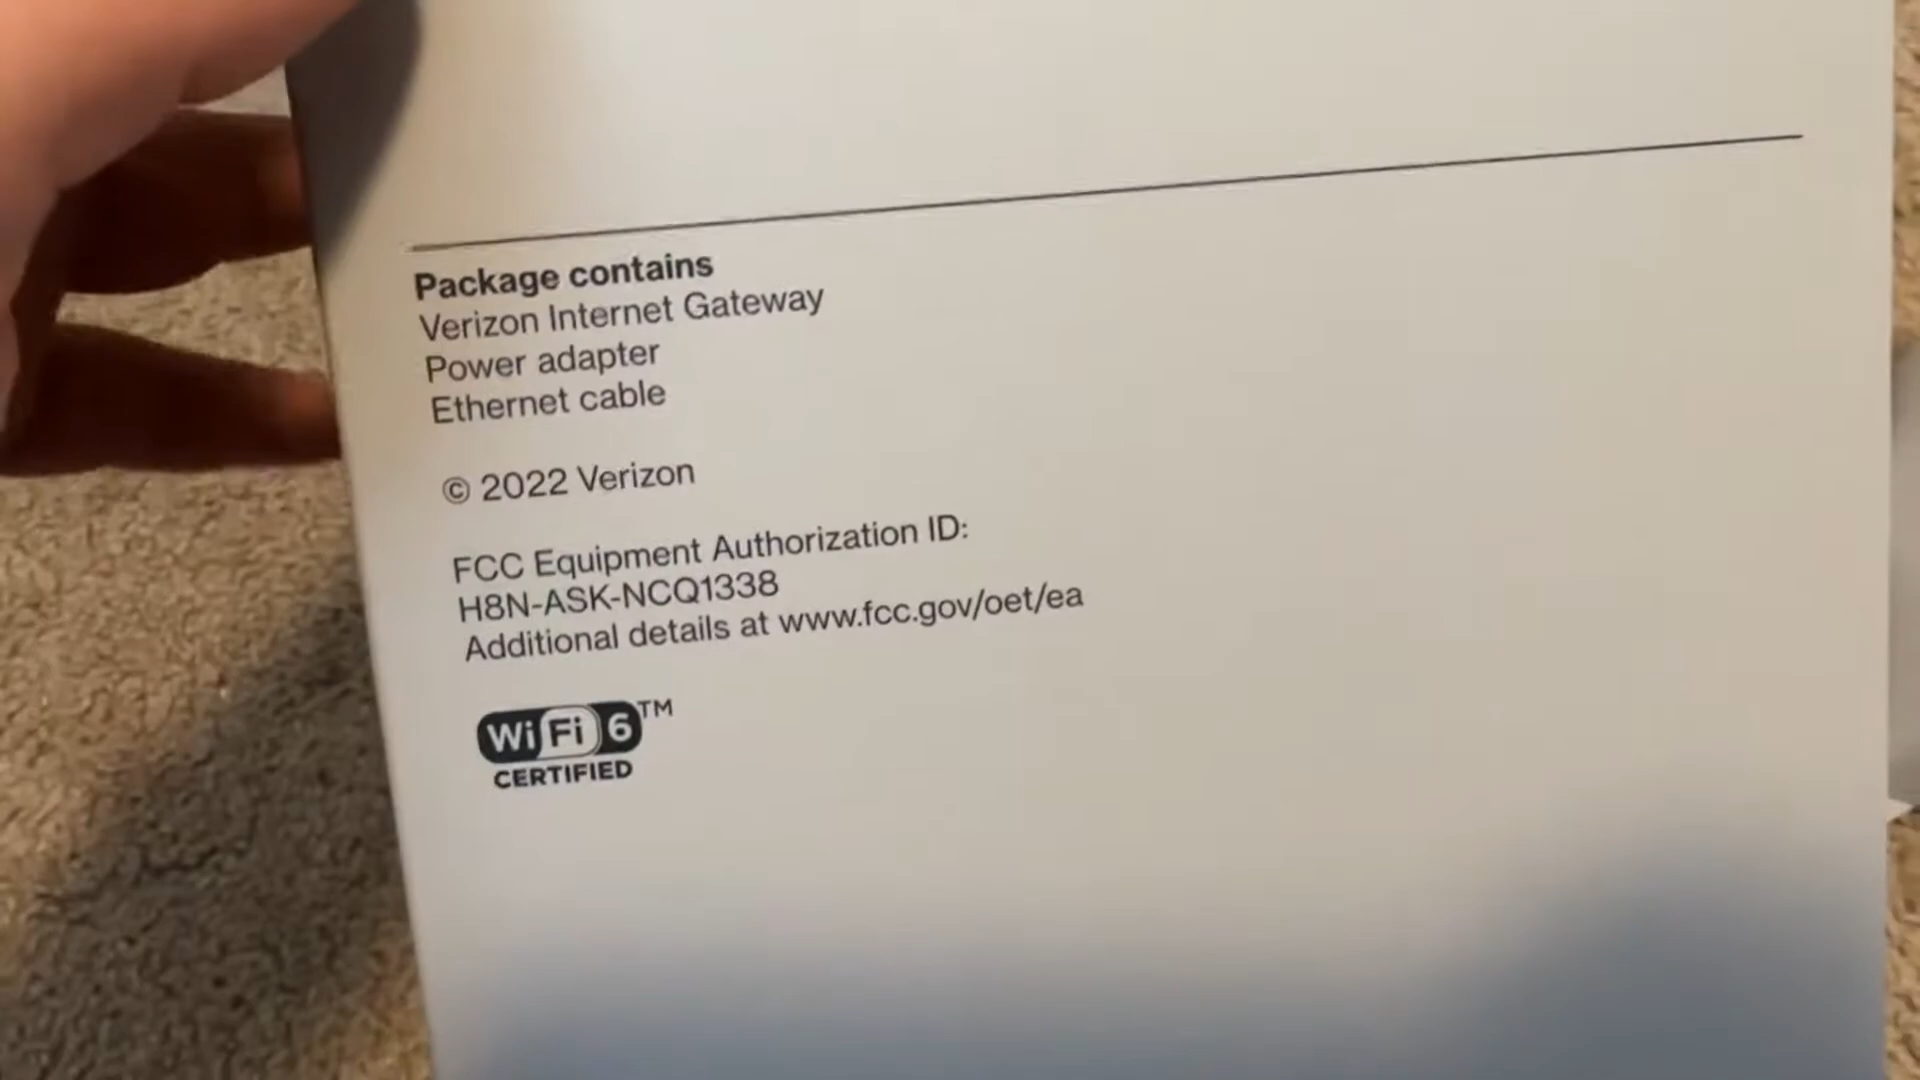 Package contains
Verizon Internet Gateway
Power adapter
Ethernet cable
© 2022 Verizon
FCC Equipment Authorization ID:
H8N-ASK-NCQ1338
Additional details at www.fcc.gov/oet/ea
WiFi 6™
CERTIFIED